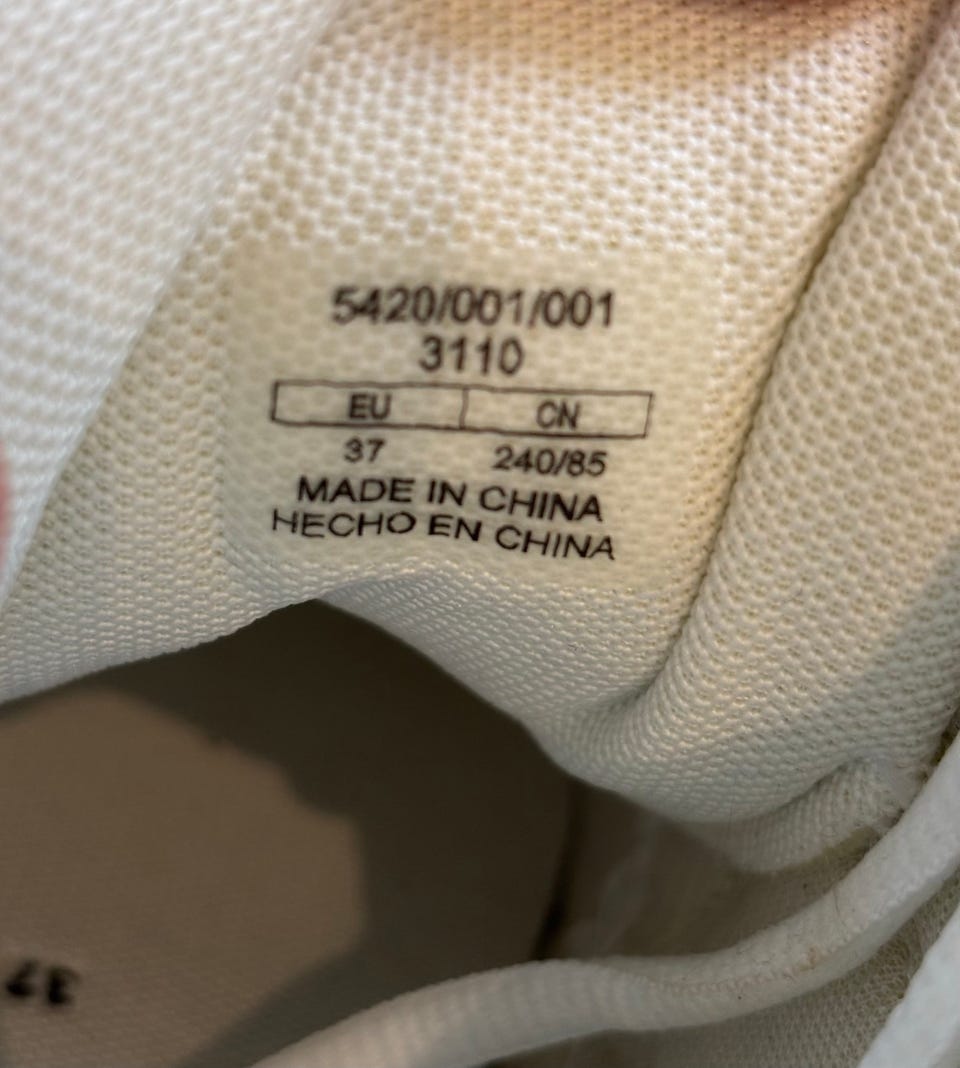 5420/001/001
3110
EU CN
37 240/85
MADE IN CHINA
HECHO EN CHINA
37